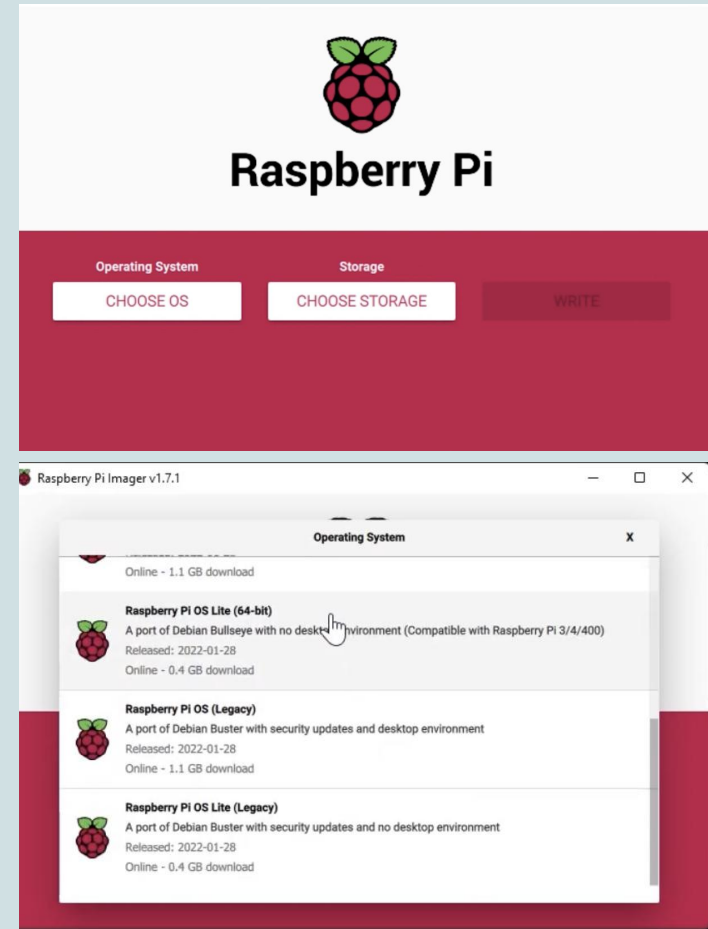 Raspberry Pi
Operating System
Storage
CHOOSE OS
CHOOSE STORAGE
WRITE
Raspberry Pi Imager v1.7.1
Operating System
X
Online - 1.1 GB download
Raspberry Pi OS Lite (64-bit)
A port of Debian Bullseye with no desktop environment (Compatible with Raspberry Pi 3/4/400)
Released: 2022-01-28
Online - 0.4 GB download
Raspberry Pi OS (Legacy)
A port of Debian Buster with security updates and desktop environment
Released: 2022-01-28
Online - 1.1 GB download
Raspberry Pi OS Lite (Legacy)
A port of Debian Buster with security updates and no desktop environment
Released: 2022-01-28
Online - 0.4 GB download